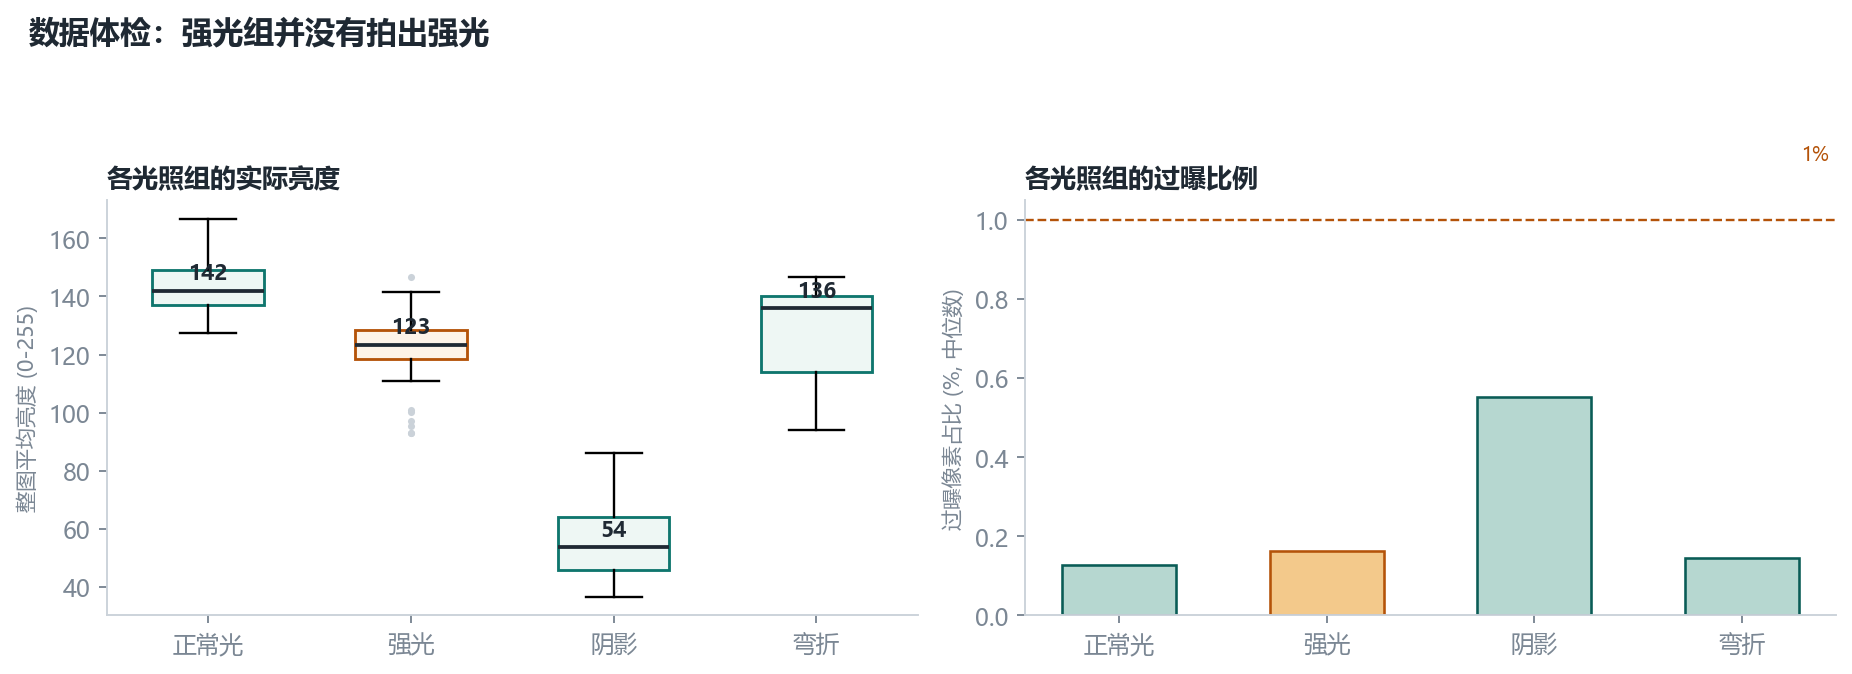 数据体检：强光组并没有拍出强光
各光照组的实际亮度
整图平均亮度 (0-255)
160
140
120
100
80
60
40
142
123
54
136
正常光
强光
阴影
弯折
1%
各光照组的过曝比例
过曝像素占比 (%, 中位数)
1.0
0.8
0.6
0.4
0.2
0.0
正常光
强光
阴影
弯折